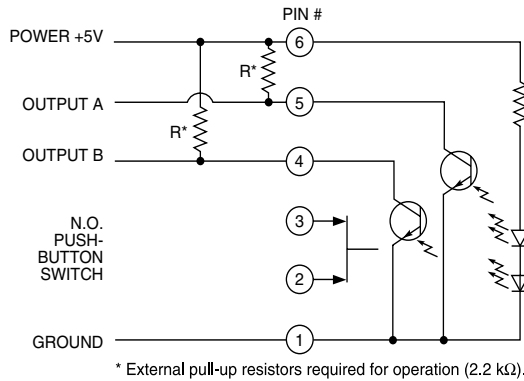 PIN #
POWER +5V
6
R*
OUTPUT A
5
R*
OUTPUT B
4
N.O.
PUSH-
BUTTON
SWITCH
3
2
GROUND
1
* External pull-up resistors required for operation (2.2 kΩ).